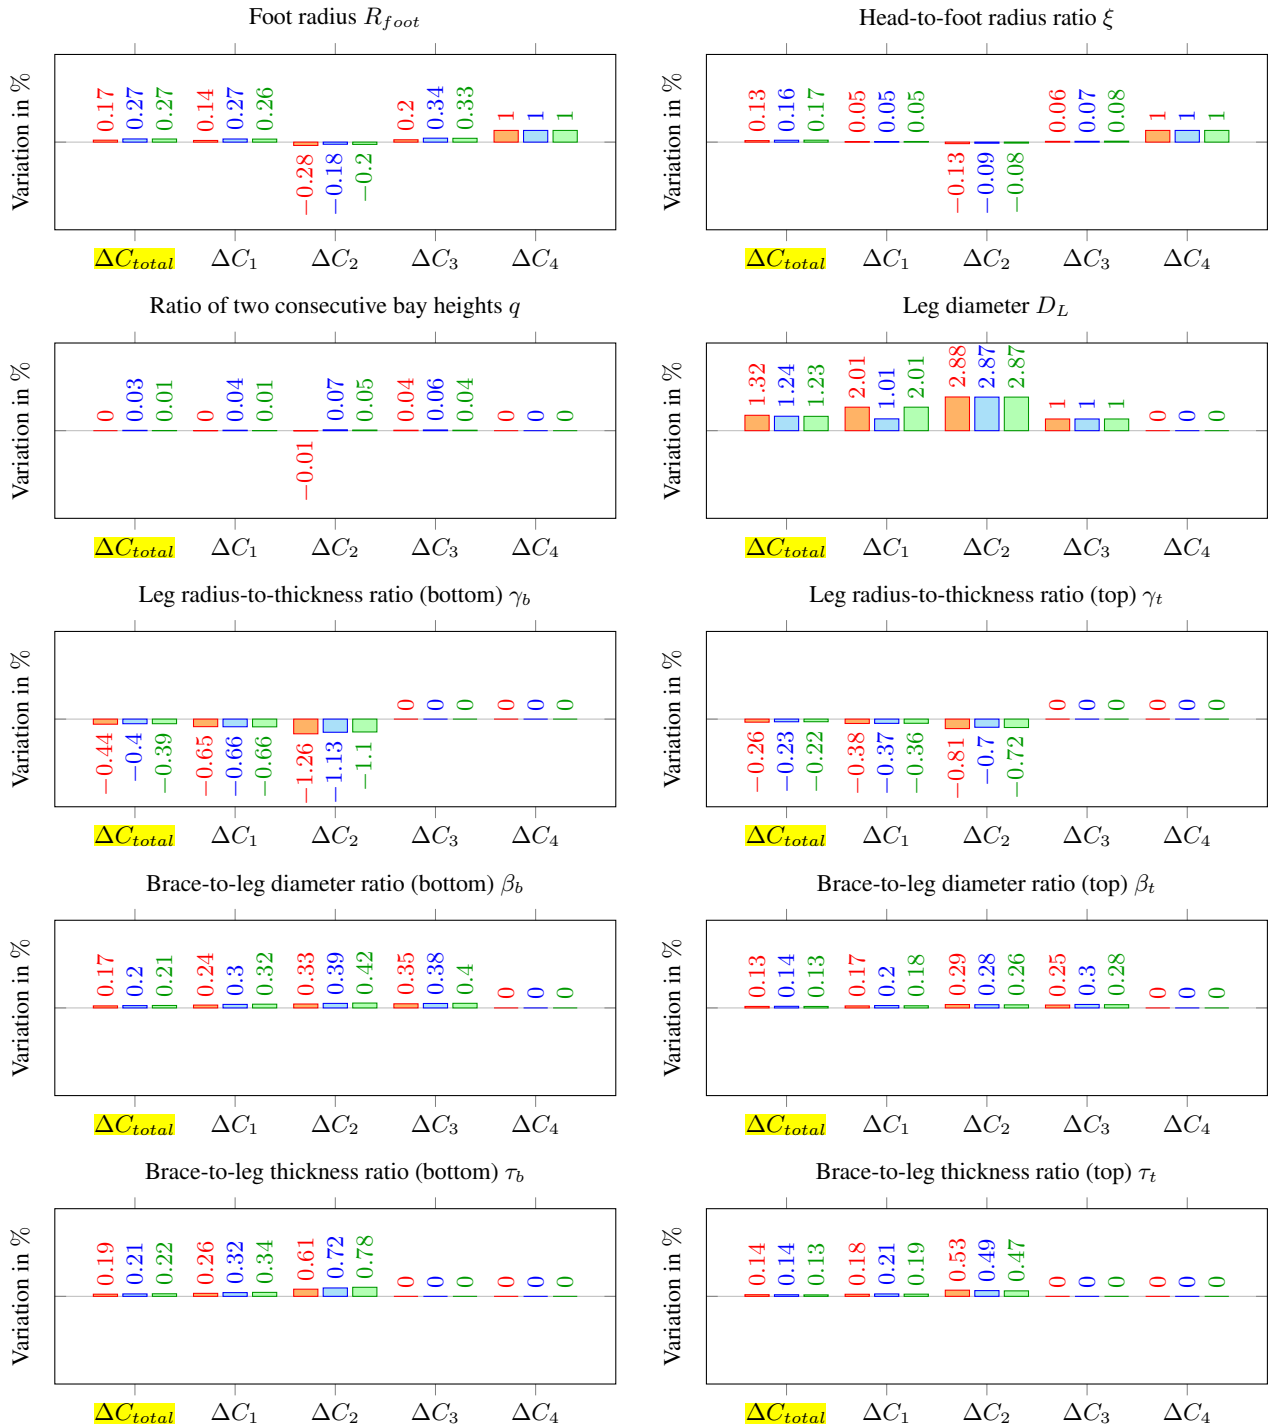 Foot radius R_foot
Variation in %
0.17 0.27 0.27 0.14 0.27 0.26 −0.28 −0.18 −0.2 0.2 0.34 0.33 1 1 1
ΔC_total ΔC_1 ΔC_2 ΔC_3 ΔC_4
Head-to-foot radius ratio ξ
Variation in %
0.13 0.16 0.17 0.05 0.05 0.05 −0.13 −0.09 −0.08 0.06 0.07 0.08 1 1 1
ΔC_total ΔC_1 ΔC_2 ΔC_3 ΔC_4
Ratio of two consecutive bay heights q
Variation in %
0 0.03 0.01 0 0.04 0.01 −0.01 0.07 0.05 0.04 0.06 0.04 0 0 0
ΔC_total ΔC_1 ΔC_2 ΔC_3 ΔC_4
Leg diameter D_L
Variation in %
1.32 1.24 1.23 2.01 1.01 2.01 2.88 2.87 2.87 1 1 1 0 0 0
ΔC_total ΔC_1 ΔC_2 ΔC_3 ΔC_4
Leg radius-to-thickness ratio (bottom) γ_b
Variation in %
−0.44 −0.4 −0.39 −0.65 −0.66 −0.66 −1.26 −1.13 −1.1 0 0 0 0 0 0
ΔC_total ΔC_1 ΔC_2 ΔC_3 ΔC_4
Leg radius-to-thickness ratio (top) γ_t
Variation in %
−0.26 −0.23 −0.22 −0.38 −0.37 −0.36 −0.81 −0.7 −0.72 0 0 0 0 0 0
ΔC_total ΔC_1 ΔC_2 ΔC_3 ΔC_4
Brace-to-leg diameter ratio (bottom) β_b
Variation in %
0.17 0.2 0.21 0.24 0.3 0.32 0.33 0.39 0.42 0.35 0.38 0.4 0 0 0
ΔC_total ΔC_1 ΔC_2 ΔC_3 ΔC_4
Brace-to-leg diameter ratio (top) β_t
Variation in %
0.13 0.14 0.13 0.17 0.2 0.18 0.29 0.28 0.26 0.25 0.3 0.28 0 0 0
ΔC_total ΔC_1 ΔC_2 ΔC_3 ΔC_4
Brace-to-leg thickness ratio (bottom) τ_b
Variation in %
0.19 0.21 0.22 0.26 0.32 0.34 0.61 0.72 0.78 0 0 0 0 0 0
ΔC_total ΔC_1 ΔC_2 ΔC_3 ΔC_4
Brace-to-leg thickness ratio (top) τ_t
Variation in %
0.14 0.14 0.13 0.18 0.21 0.19 0.53 0.49 0.47 0 0 0 0 0 0
ΔC_total ΔC_1 ΔC_2 ΔC_3 ΔC_4